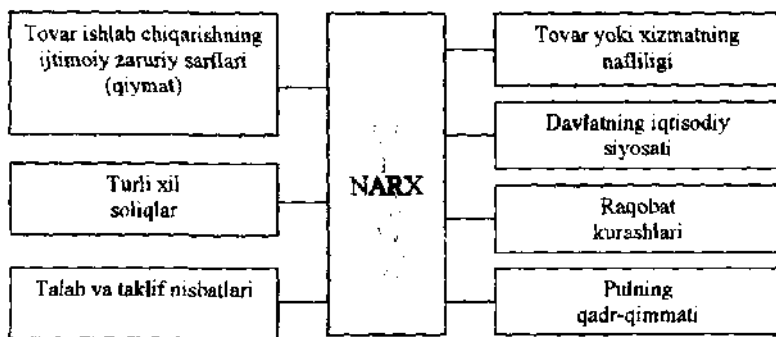 Tovar ishlab chiqarishning
ijtimoiy zaruriy sarflari
(qiymat)
Turli xil
soliqlar
Talab va taklif nisbatlari
NARX
Tovar yoki xizmatning
nafliligi
Davlatning iqtisodiy
siyosati
Raqobat
kurashlari
Pulning
qadr-qimmati